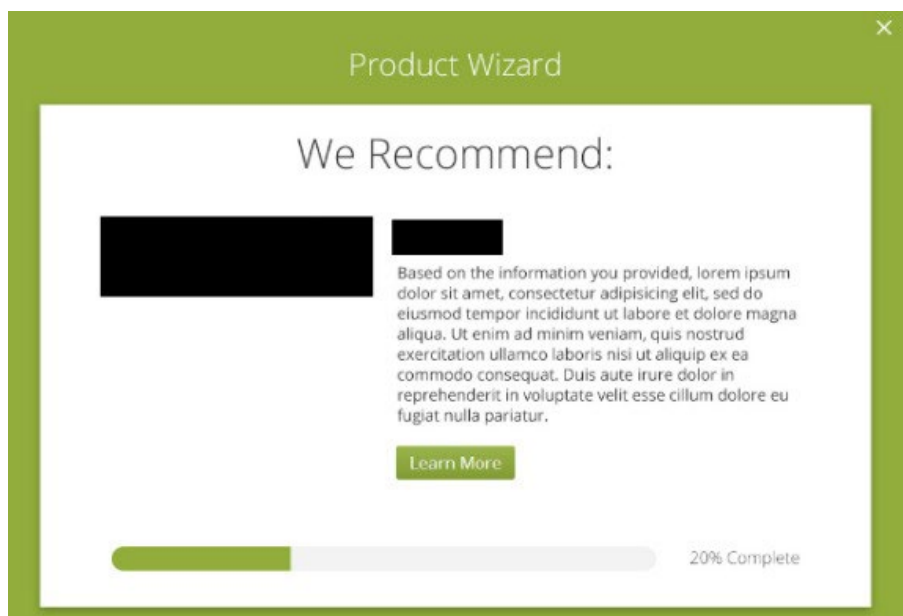 Product Wizard
We Recommend:
Based on the information you provided, lorem ipsum
dolor sit amet, consectetur adipisicing elit, sed do
eiusmod tempor incididunt ut labore et dolore magna
aliqua. Ut enim ad minim veniam, quis nostrud
exercitation ullamco laboris nisi ut aliquip ex ea
commodo consequat. Duis aute irure dolor in
reprehenderit in voluptate velit esse cillum dolore eu
fugiat nulla pariatur.
Learn More
20% Complete